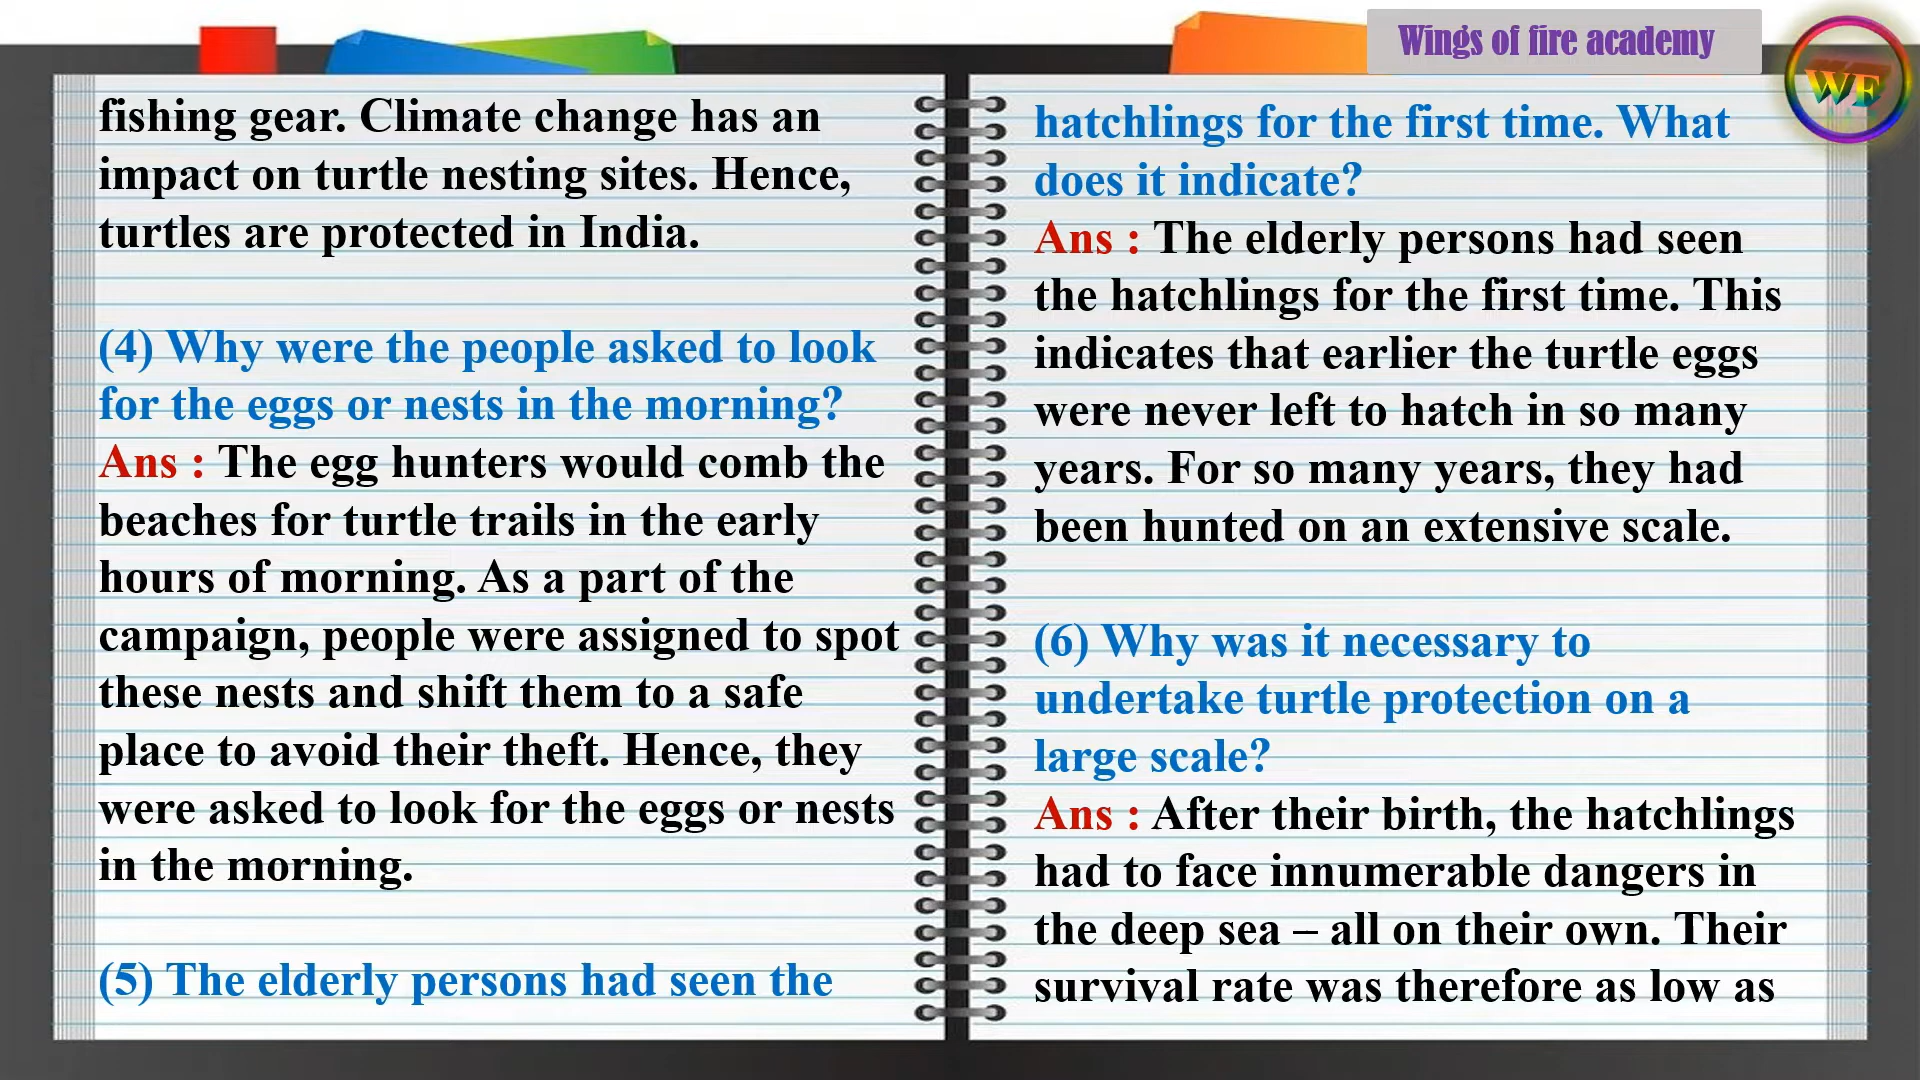 Wings of fire academy
WF
fishing gear. Climate change has an
impact on turtle nesting sites. Hence,
turtles are protected in India.
(4) Why were the people asked to look
for the eggs or nests in the morning?
Ans : The egg hunters would comb the
beaches for turtle trails in the early
hours of morning. As a part of the
campaign, people were assigned to spot
these nests and shift them to a safe
place to avoid their theft. Hence, they
were asked to look for the eggs or nests
in the morning.
(5) The elderly persons had seen the
hatchlings for the first time. What
does it indicate?
Ans : The elderly persons had seen
the hatchlings for the first time. This
indicates that earlier the turtle eggs
were never left to hatch in so many
years. For so many years, they had
been hunted on an extensive scale.
(6) Why was it necessary to
undertake turtle protection on a
large scale?
Ans : After their birth, the hatchlings
had to face innumerable dangers in
the deep sea – all on their own. Their
survival rate was therefore as low as